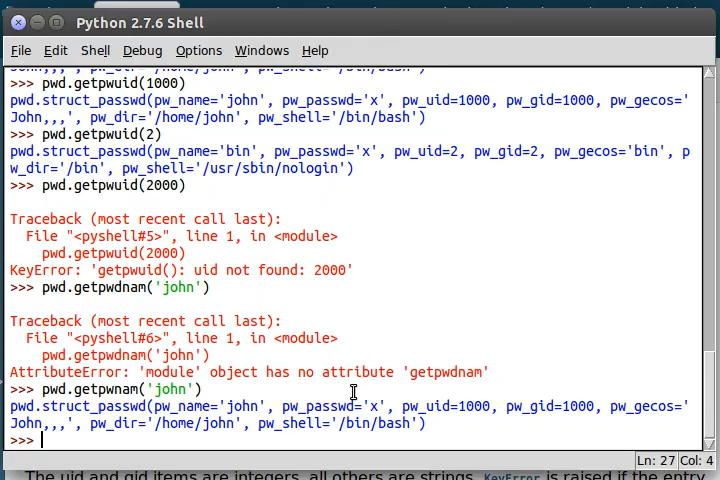 Python 2.7.6 Shell
File Edit Shell Debug Options Windows Help
John,,,', pw_dir='/home/john', pw_shell='/bin/bash')
>>> pwd.getpwuid(1000)
pwd.struct_passwd(pw_name='john', pw_passwd='x', pw_uid=1000, pw_gid=1000, pw_gecos='
John,,,', pw_dir='/home/john', pw_shell='/bin/bash')
>>> pwd.getpwuid(2)
pwd.struct_passwd(pw_name='bin', pw_passwd='x', pw_uid=2, pw_gid=2, pw_gecos='bin', p
w_dir='/bin', pw_shell='/usr/sbin/nologin')
>>> pwd.getpwuid(2000)
Traceback (most recent call last):
File "<pyshell#5>", line 1, in <module>
pwd.getpwuid(2000)
KeyError: 'getpwuid(): uid not found: 2000'
>>> pwd.getpwdnam('john')
Traceback (most recent call last):
File "<pyshell#6>", line 1, in <module>
pwd.getpwdnam('john')
AttributeError: 'module' object has no attribute 'getpwdnam'
>>> pwd.getpwnam('john')
pwd.struct_passwd(pw_name='john', pw_passwd='x', pw_uid=1000, pw_gid=1000, pw_gecos='
John,,,', pw_dir='/home/john', pw_shell='/bin/bash')
>>>
Ln: 27 Col: 4
The uid and gid items are integers, all others are strings. KeyError is raised if the entry